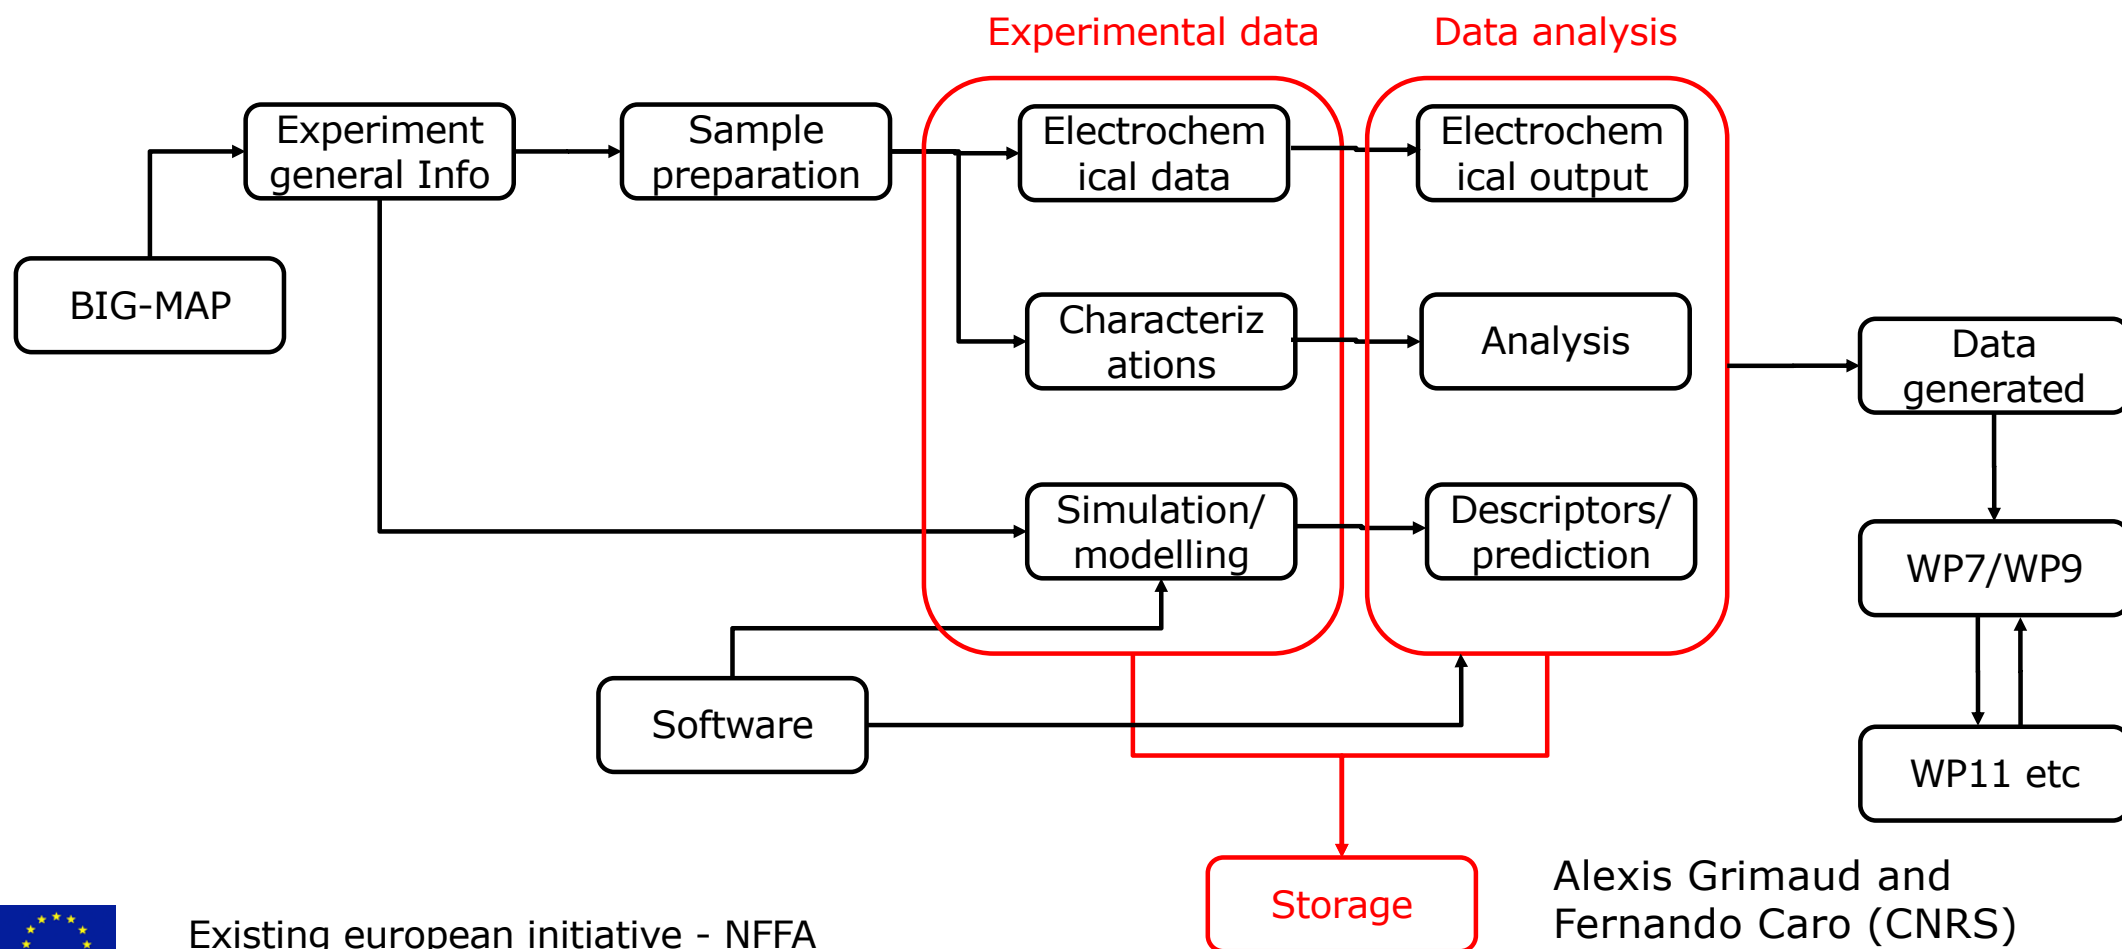 Experimental data
Data analysis
Experiment
general Info
Sample
preparation
Electrochem
ical data
Electrochem
ical output
BIG-MAP
Characteriz
ations
Analysis
Data
generated
Simulation/
modelling
Descriptors/
prediction
WP7/WP9
Software
WP11 etc
Storage
Alexis Grimaud and
Fernando Caro (CNRS)
Existing european initiative - NFFA